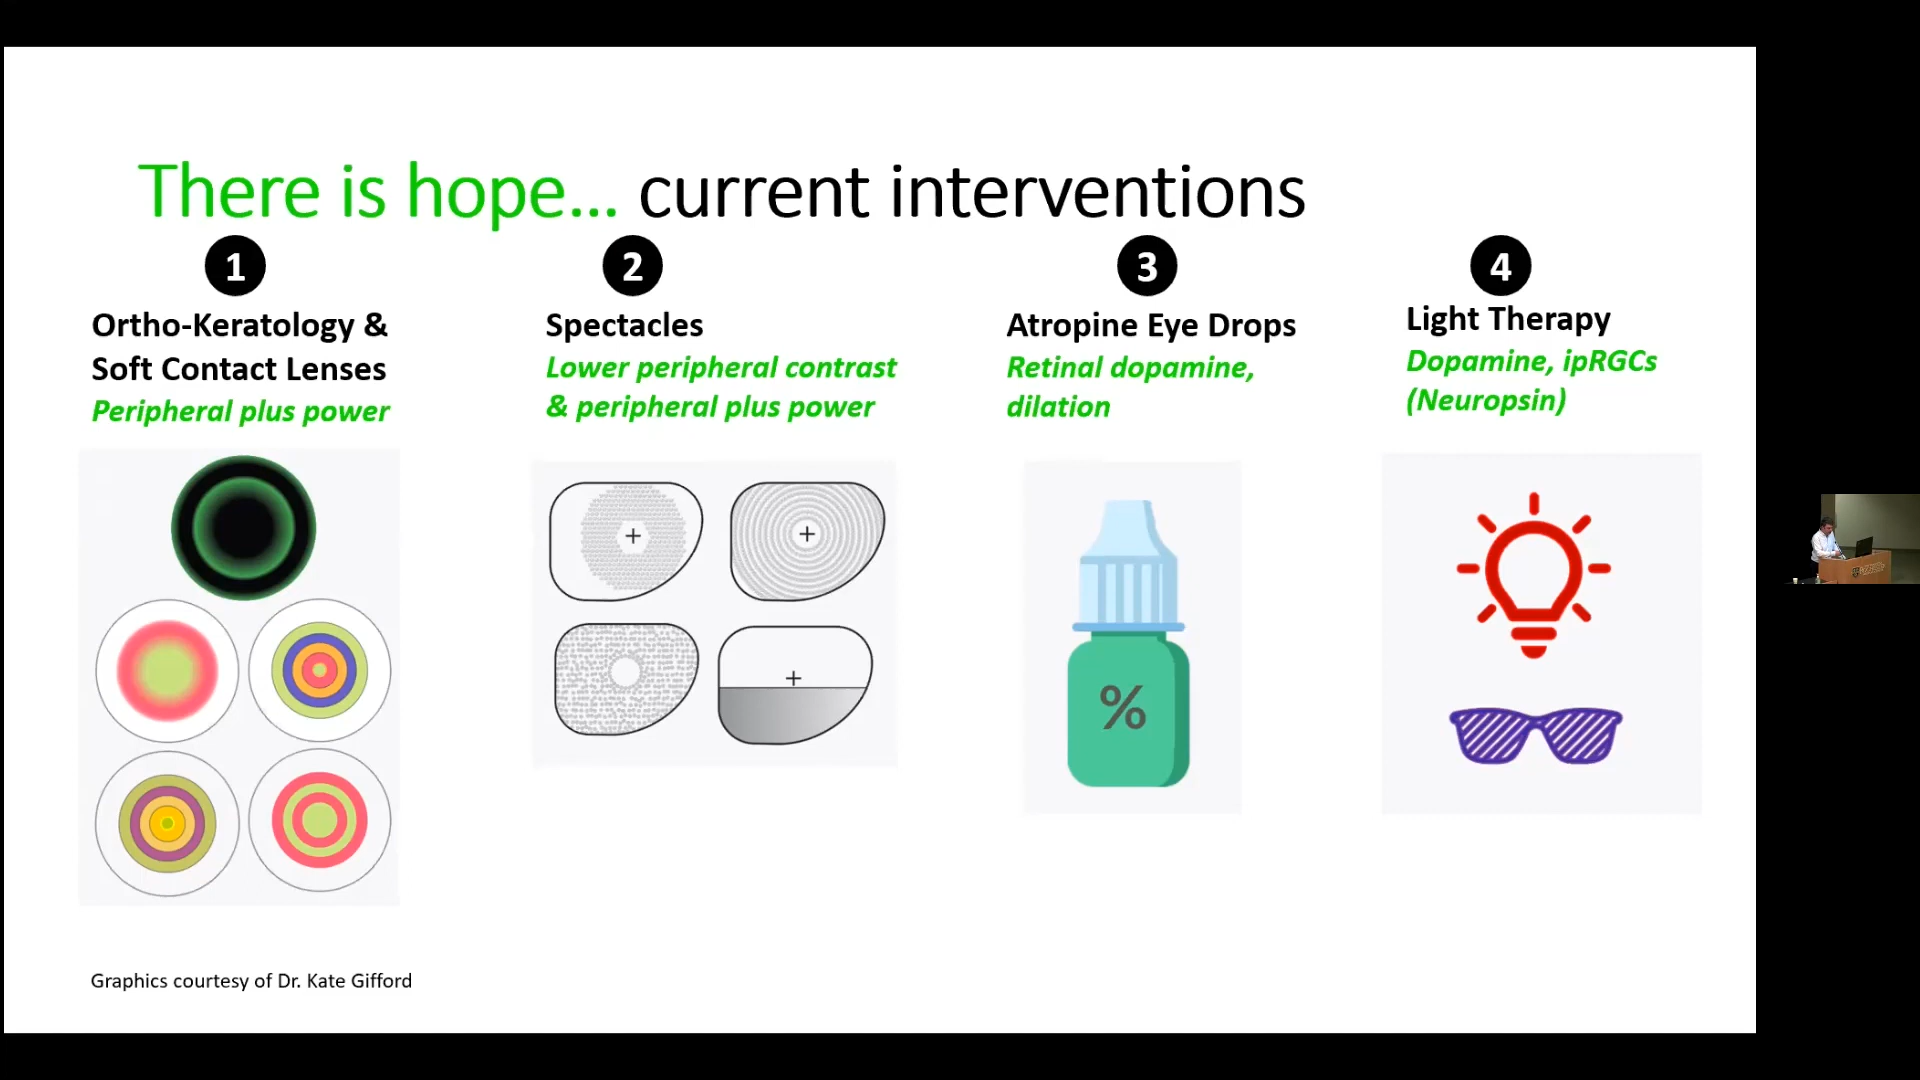 There is hope... current interventions
1
Ortho-Keratology &
Soft Contact Lenses
Peripheral plus power
2
Spectacles
Lower peripheral contrast
& peripheral plus power
3
Atropine Eye Drops
Retinal dopamine,
dilation
%
4
Light Therapy
Dopamine, ipRGCs
(Neuropsin)
Graphics courtesy of Dr. Kate Gifford